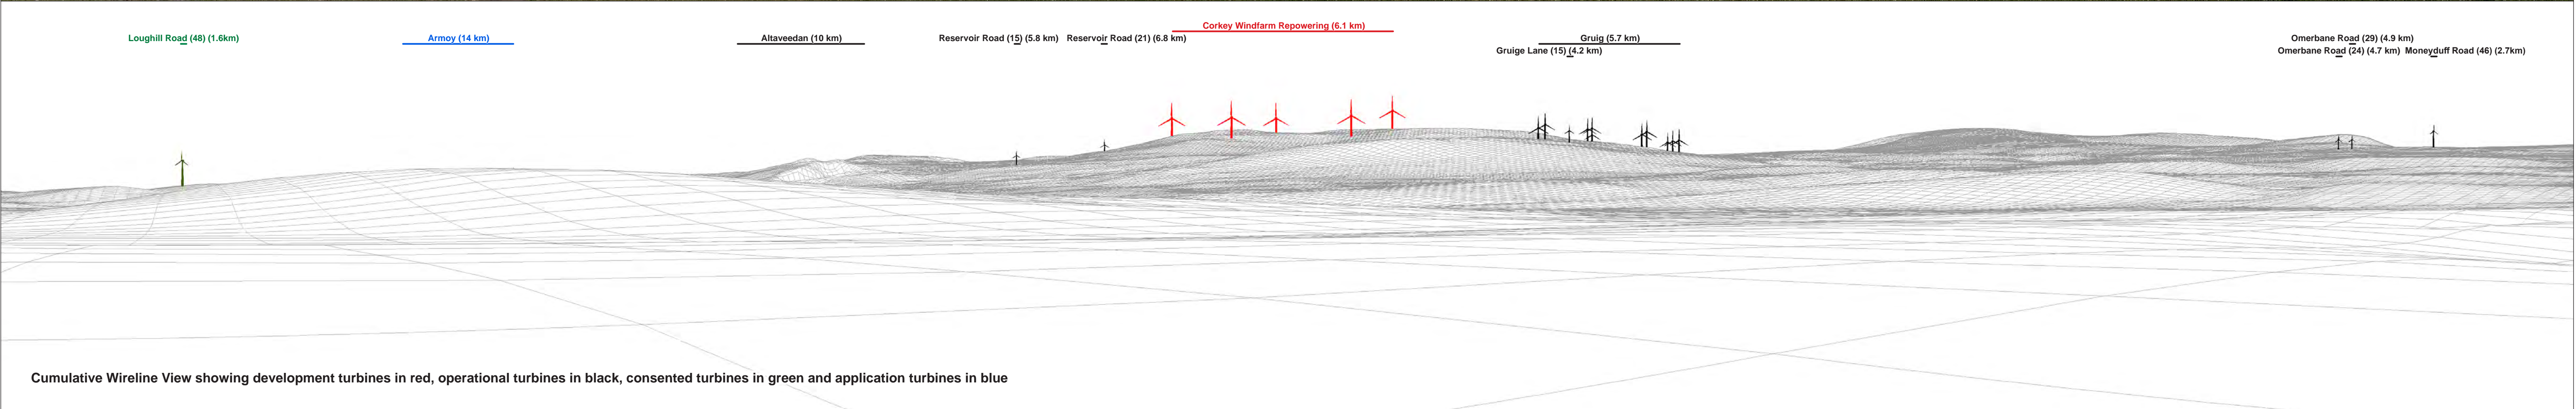 Corkey Windfarm Repowering (6.1 km)
Loughill Road (48) (1.6km)
Armoy (14 km)
Altaveedan (10 km)
Reservoir Road (15) (5.8 km)
Reservoir Road (21) (6.8 km)
Gruig (5.7 km)
Omerbane Road (29) (4.9 km)
Gruige Lane (15) (4.2 km)
Omerbane Road (24) (4.7 km)
Moneyduff Road (46) (2.7km)
Cumulative Wireline View showing development turbines in red, operational turbines in black, consented turbines in green and application turbines in blue